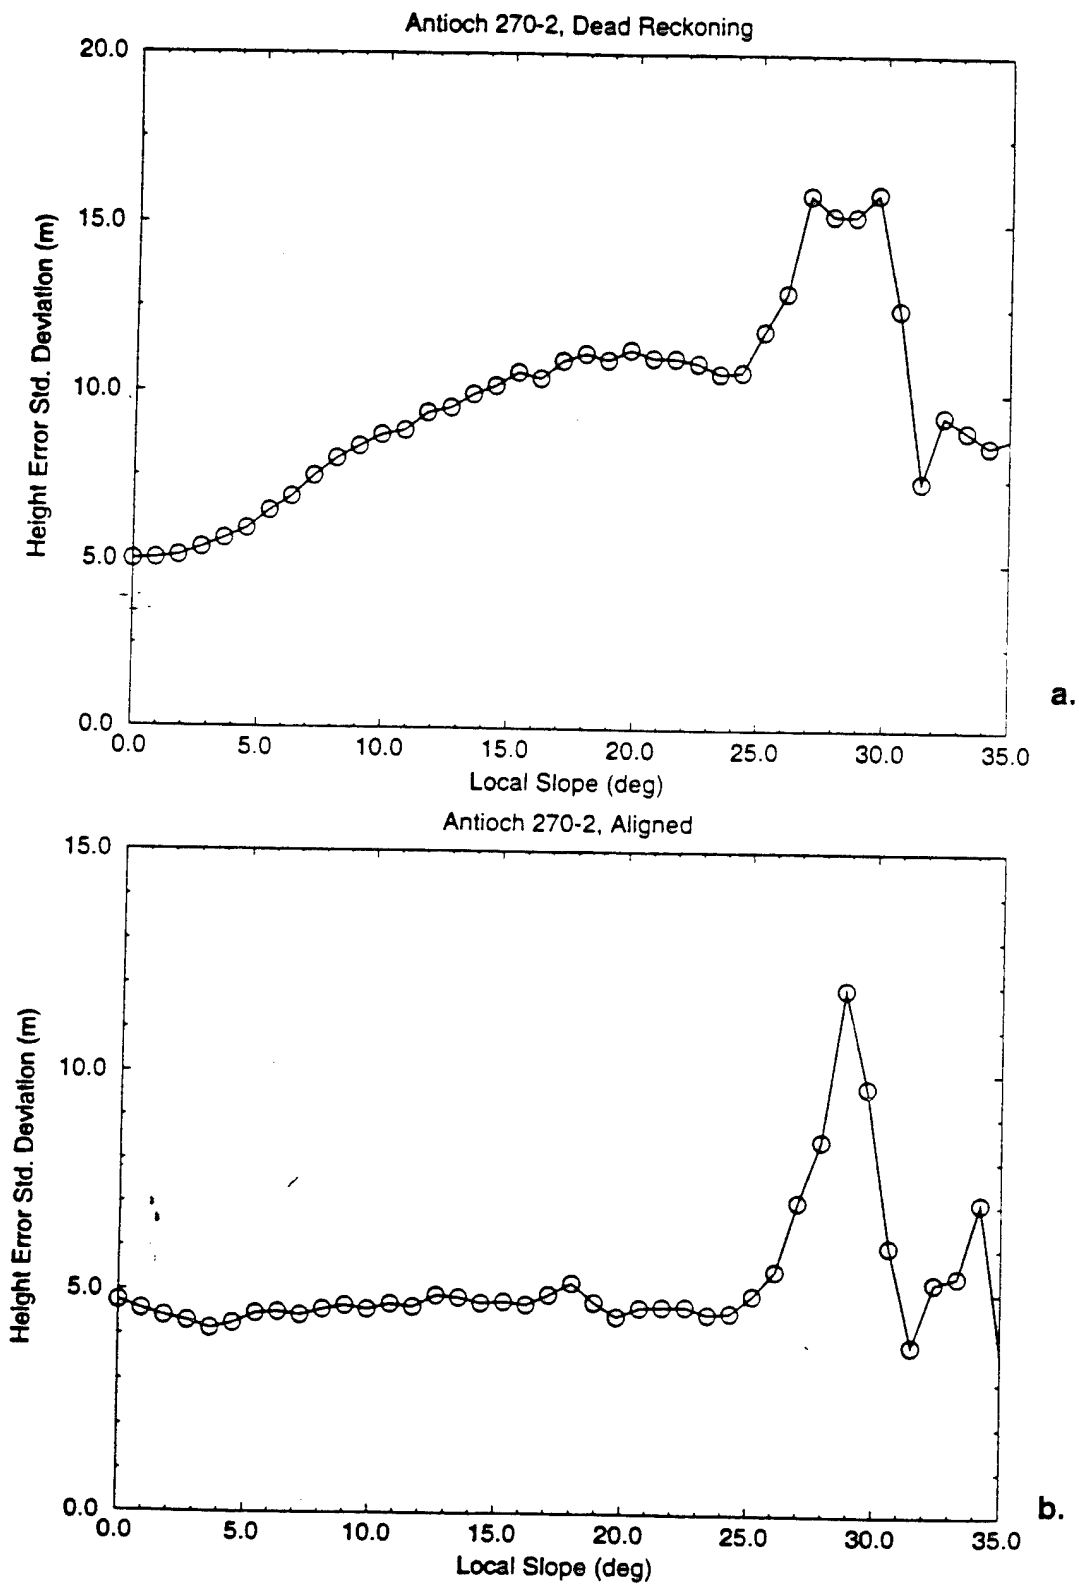 Antioch 270-2, Dead Reckoning
20.0
15.0
10.0
5.0
0.0
Height Error Std. Deviation (m)
0.0 5.0 10.0 15.0 20.0 25.0 30.0 35.0
Local Slope (deg)
a.
Antioch 270-2, Aligned
15.0
10.0
5.0
0.0
Height Error Std. Deviation (m)
0.0 5.0 10.0 15.0 20.0 25.0 30.0 35.0
Local Slope (deg)
b.